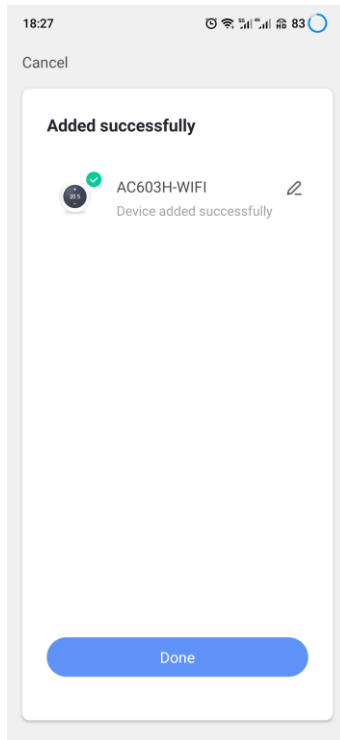 18:27
83
Cancel
Added successfully
AC603H-WIFI
Device added successfully
Done